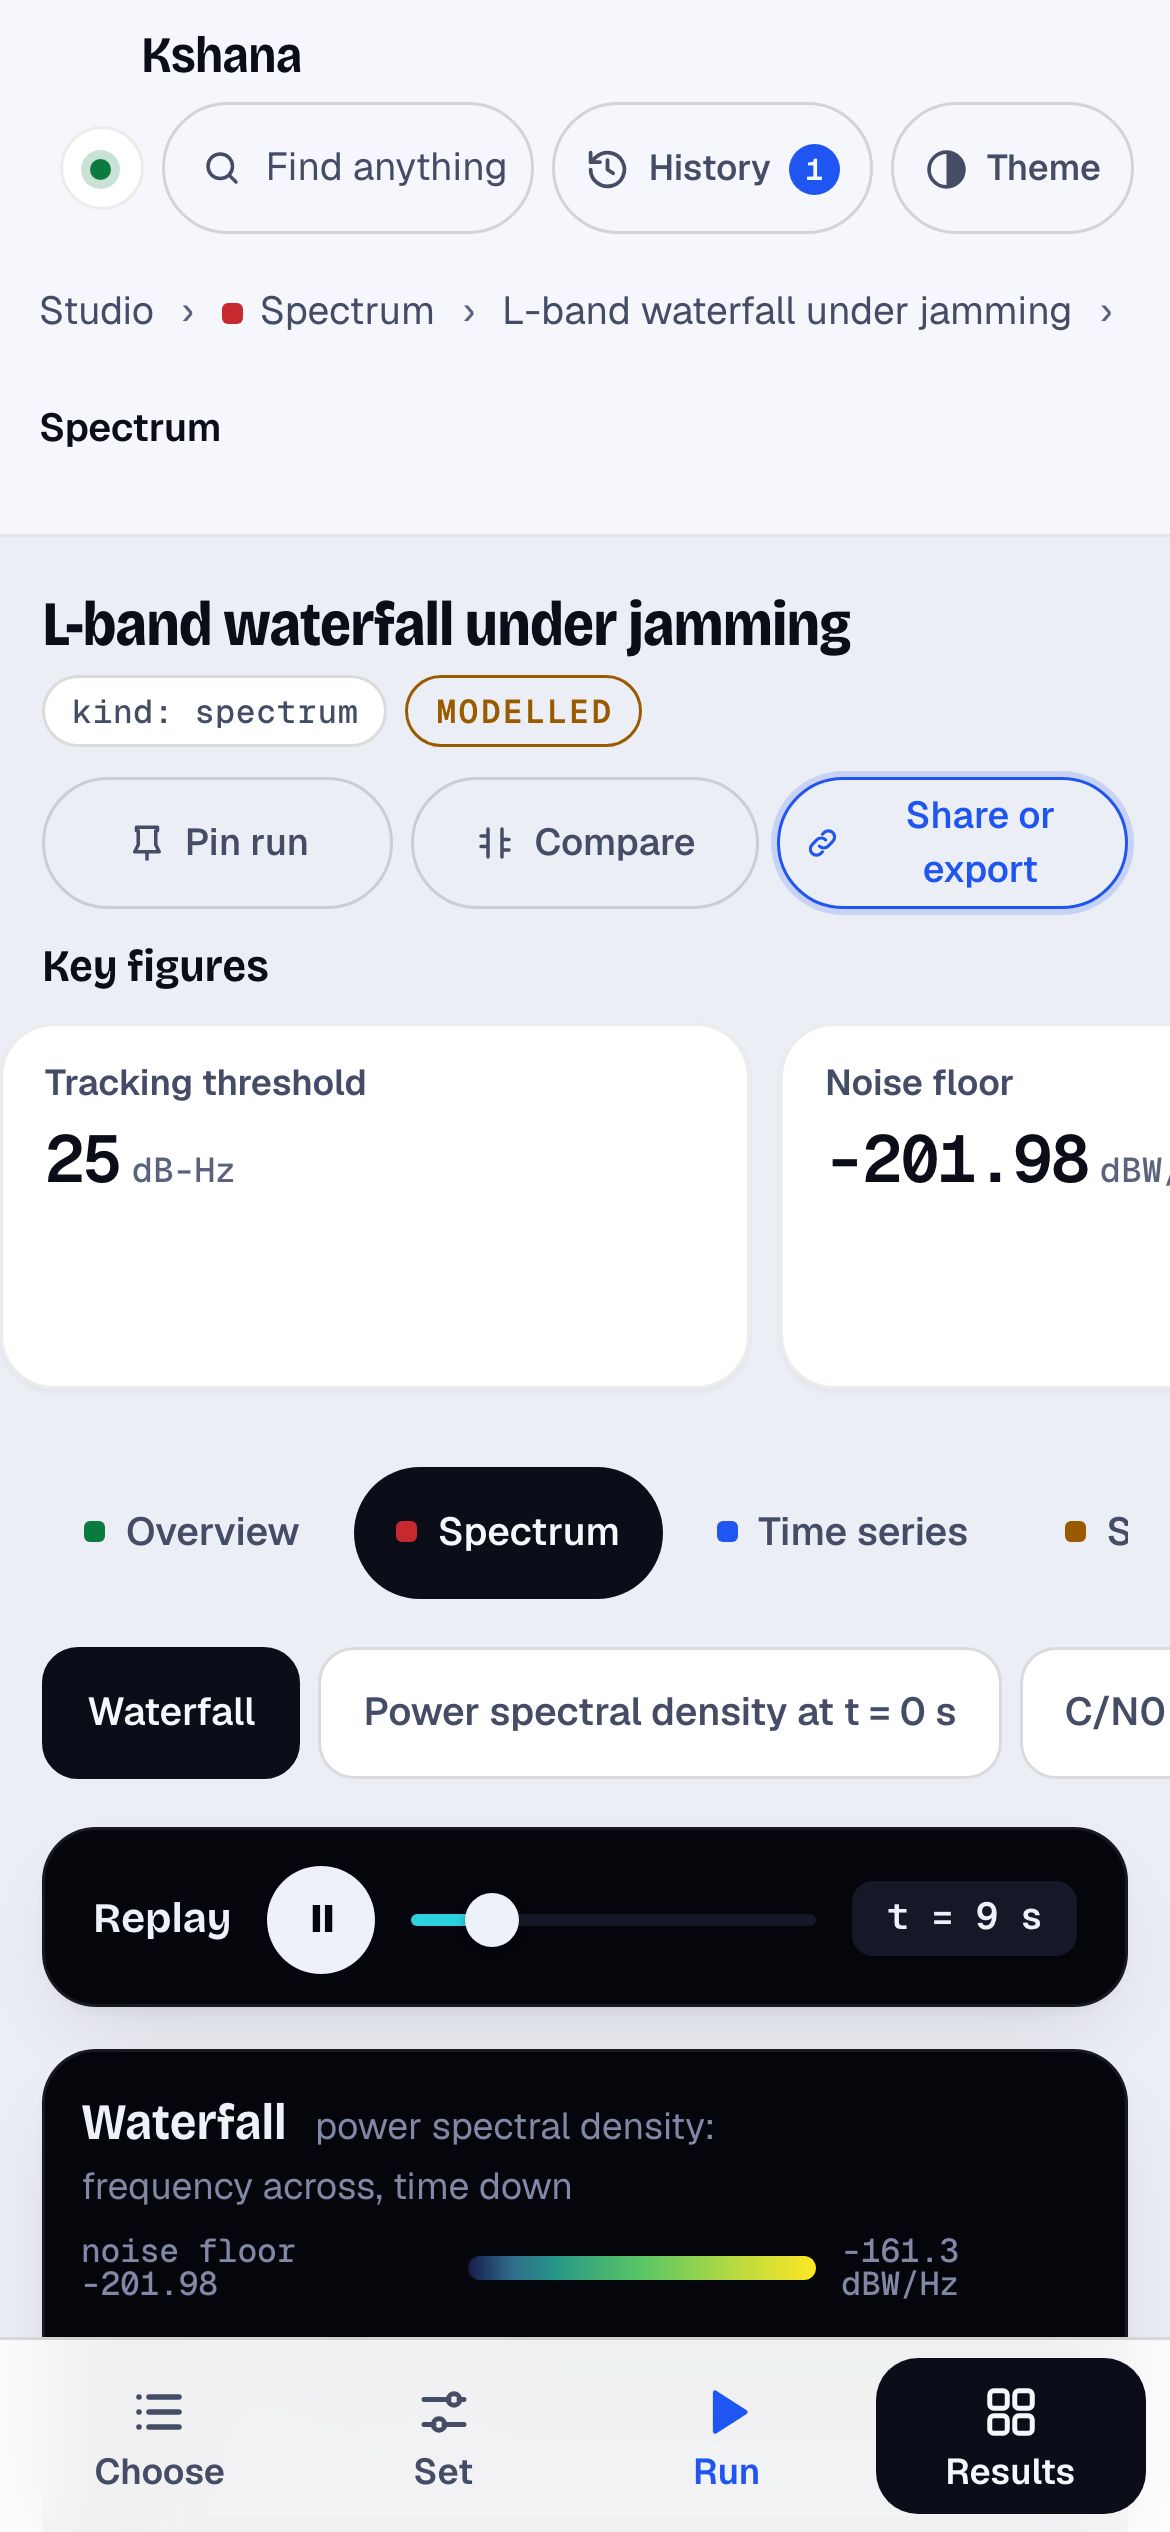 Kshana
Find anything
History 1
Theme
Studio › Spectrum › L-band waterfall under jamming ›
Spectrum
L-band waterfall under jamming
kind: spectrum
MODELLED
Pin run
Compare
Share or
export
Key figures
Tracking threshold
25 dB-Hz
Noise floor
-201.98 dBW/
Overview
Spectrum
Time series
S
Waterfall
Power spectral density at t = 0 s
C/N0
Replay
t = 9 s
Waterfall power spectral density:
frequency across, time down
noise floor
-201.98
-161.3
dBW/Hz
Choose
Set
Run
Results